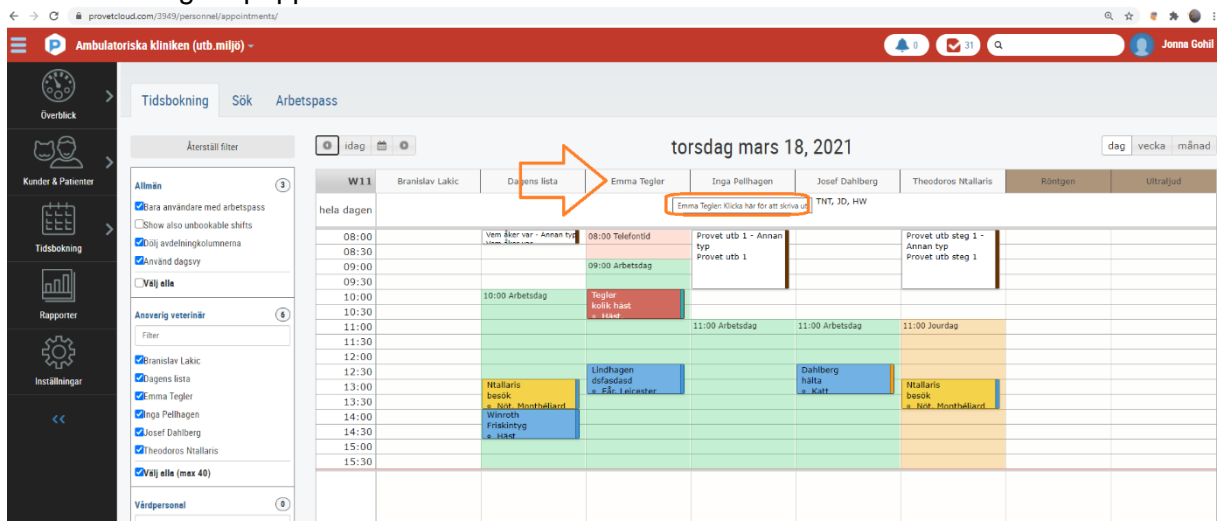 provetcloud.com/3949/personnel/appointments/
Ambulatoriska kliniken (utb.miljö)
0
31
Jonna Gohil
Överblick
Kunder & Patienter
Tidsbokning
Rapporter
Inställningar
<<
Tidsbokning Sök Arbetspass
Återställ filter
Allmän 3
Bara användare med arbetspass
Show also unbookable shifts
Dölj avdelningkolumnerna
Använd dagsvy
Välj alla
Ansvarig veterinär 6
Filter
Branislav Lakic
Dagens lista
Emma Tegler
Inga Pellhagen
Josef Dahlberg
Theodoros Ntallaris
Välj alla (max 40)
Vårdpersonal 0
idag
torsdag mars 18, 2021
dag vecka månad
W11 Branislav Lakic Dagens lista Emma Tegler Inga Pellhagen Josef Dahlberg Theodoros Ntallaris Röntgen Ultraljud
hela dagen
Emma Tegler: Klicka här för att skriva ut
TNT, JD, HW
08:00
08:30
09:00
09:30
10:00
10:30
11:00
11:30
12:00
12:30
13:00
13:30
14:00
14:30
15:00
15:30
Vem åker var - Annan typ
Vem åker var
10:00 Arbetsdag
Ntallaris
besök
Nöt, Montbéliard
Winroth
Friskintyg
Häst
08:00 Telefontid
09:00 Arbetsdag
Tegler
kolik häst
Häst
Lindhagen
dsfasdasd
Får, Leicester
Provet utb 1 - Annan
typ
Provet utb 1
11:00 Arbetsdag
11:00 Arbetsdag
Dahlberg
hälta
Katt
Provet utb steg 1 -
Annan typ
Provet utb steg 1
11:00 Jourdag
Ntallaris
besök
Nöt, Montbéliard